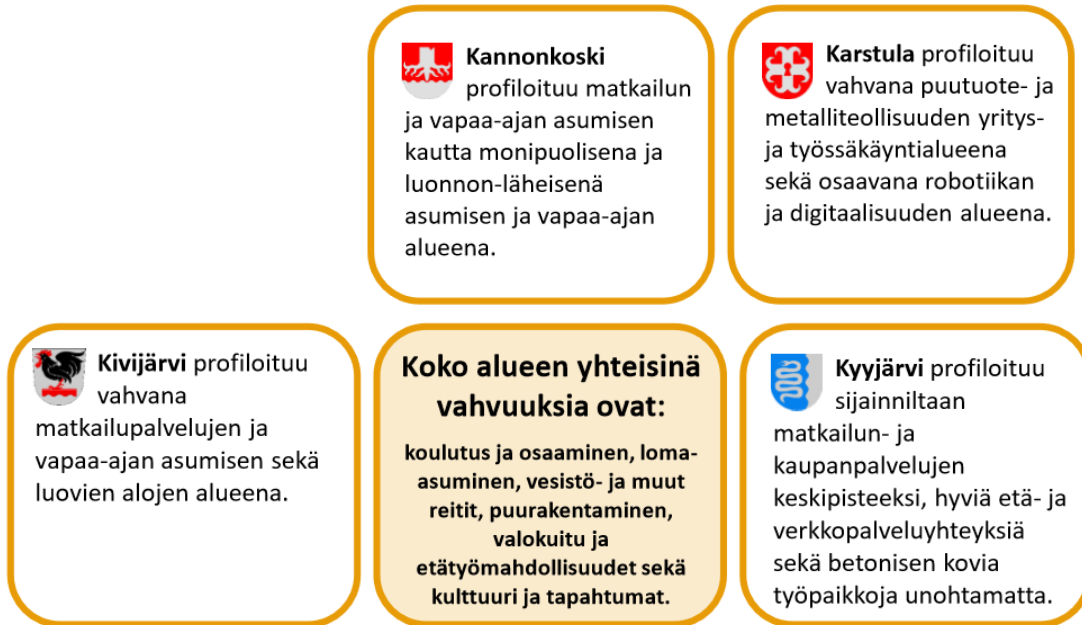 Kannonkoski
profiloituu matkailun
ja vapaa-ajan asumisen
kautta monipuolisena ja
luonnon-läheisenä
asumisen ja vapaa-ajan
alueena.
Karstula profiloituu
vahvana puutuote- ja
metalliteollisuuden yritys-
ja työssäkäyntialueena
sekä osaavana robotiikan
ja digitaalisuuden alueena.
Kivijärvi profiloituu
vahvana
matkailupalvelujen ja
vapaa-ajan asumisen sekä
luovien alojen alueena.
Koko alueen yhteisinä
vahvuuksia ovat:
koulutus ja osaaminen, loma-
asuminen, vesistö- ja muut
reitit, puurakentaminen,
valokuitu ja
etätyömahdollisuudet sekä
kulttuuri ja tapahtumat.
Kyyjärvi profiloituu
sijainniltaan
matkailun- ja
kaupanpalvelujen
keskipisteeksi, hyviä etä- ja
verkkopalveluyhteyksiä
sekä betonisen kovia
työpaikkoja unohtamatta.